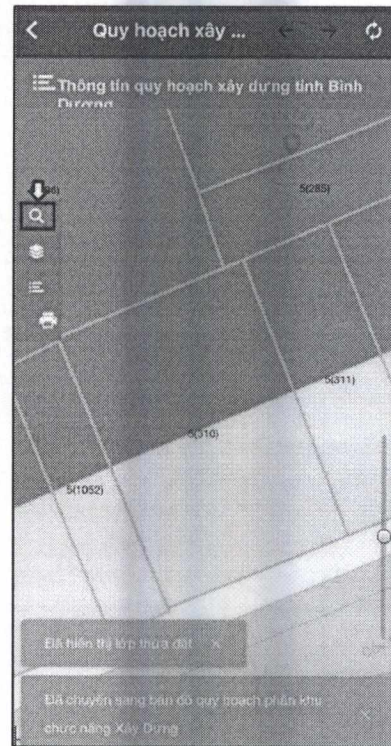 Quy hoạch xây ...
Thông tin quy hoạch xây dựng tỉnh Bình
Dương
5(285)
5(311)
5(310)
5(1052)
Đã hiển thị lớp thửa đất ×
Đã chuyển sang bản đồ quy hoạch phân khu ×
chức năng Xây Dựng